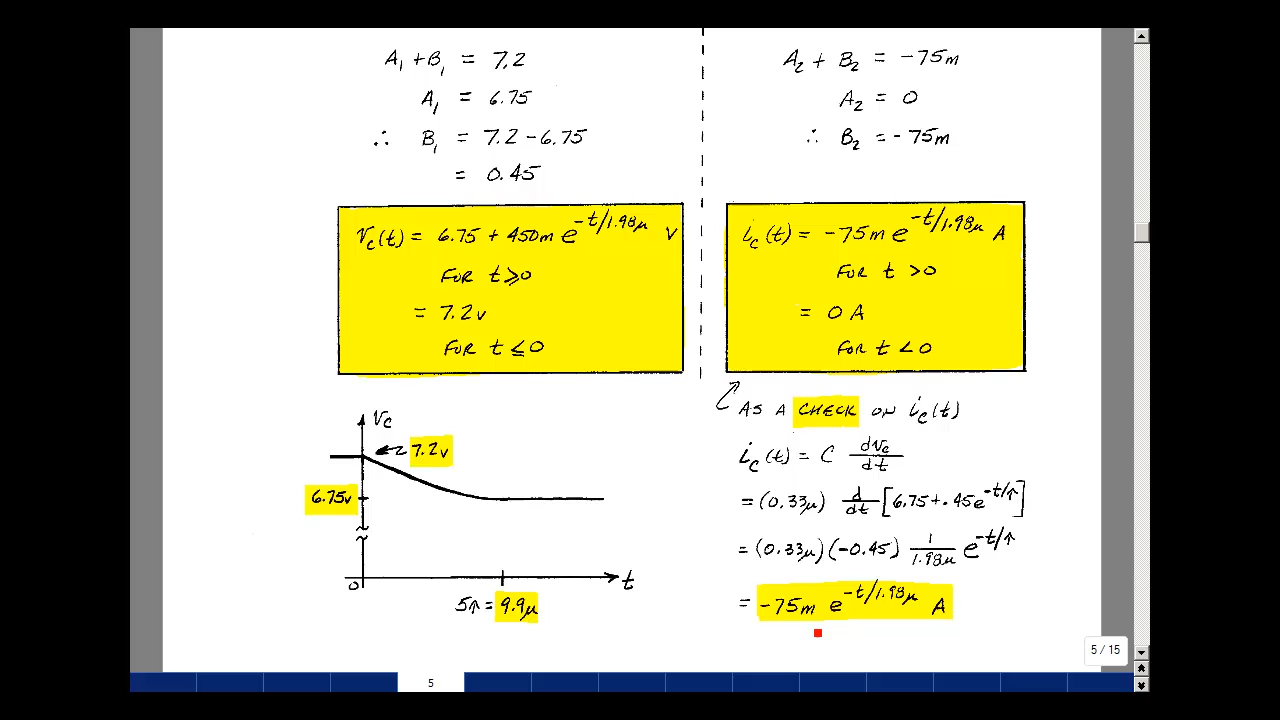 A₁ + B₁ = 7.2
A₁ = 6.75
∴ B₁ = 7.2 - 6.75
= 0.45
Vc(t) = 6.75 + 450m e^-t/1.98μ V
FOR t ≥ 0
= 7.2V
FOR t ≤ 0
Vc
7.2V
6.75V
0
t
5τ = 9.9μ
A₂ + B₂ = -75m
A₂ = 0
∴ B₂ = -75m
ic(t) = -75m e^-t/1.98μ A
FOR t > 0
= 0 A
FOR t < 0
AS A CHECK ON ic(t)
ic(t) = C dvc/dt
= (0.33μ) d/dt [6.75 + .45e^-t/τ]
= (0.33μ)(-0.45) 1/1.98μ e^-t/τ
= -75m e^-t/1.98μ A
5 / 15
5